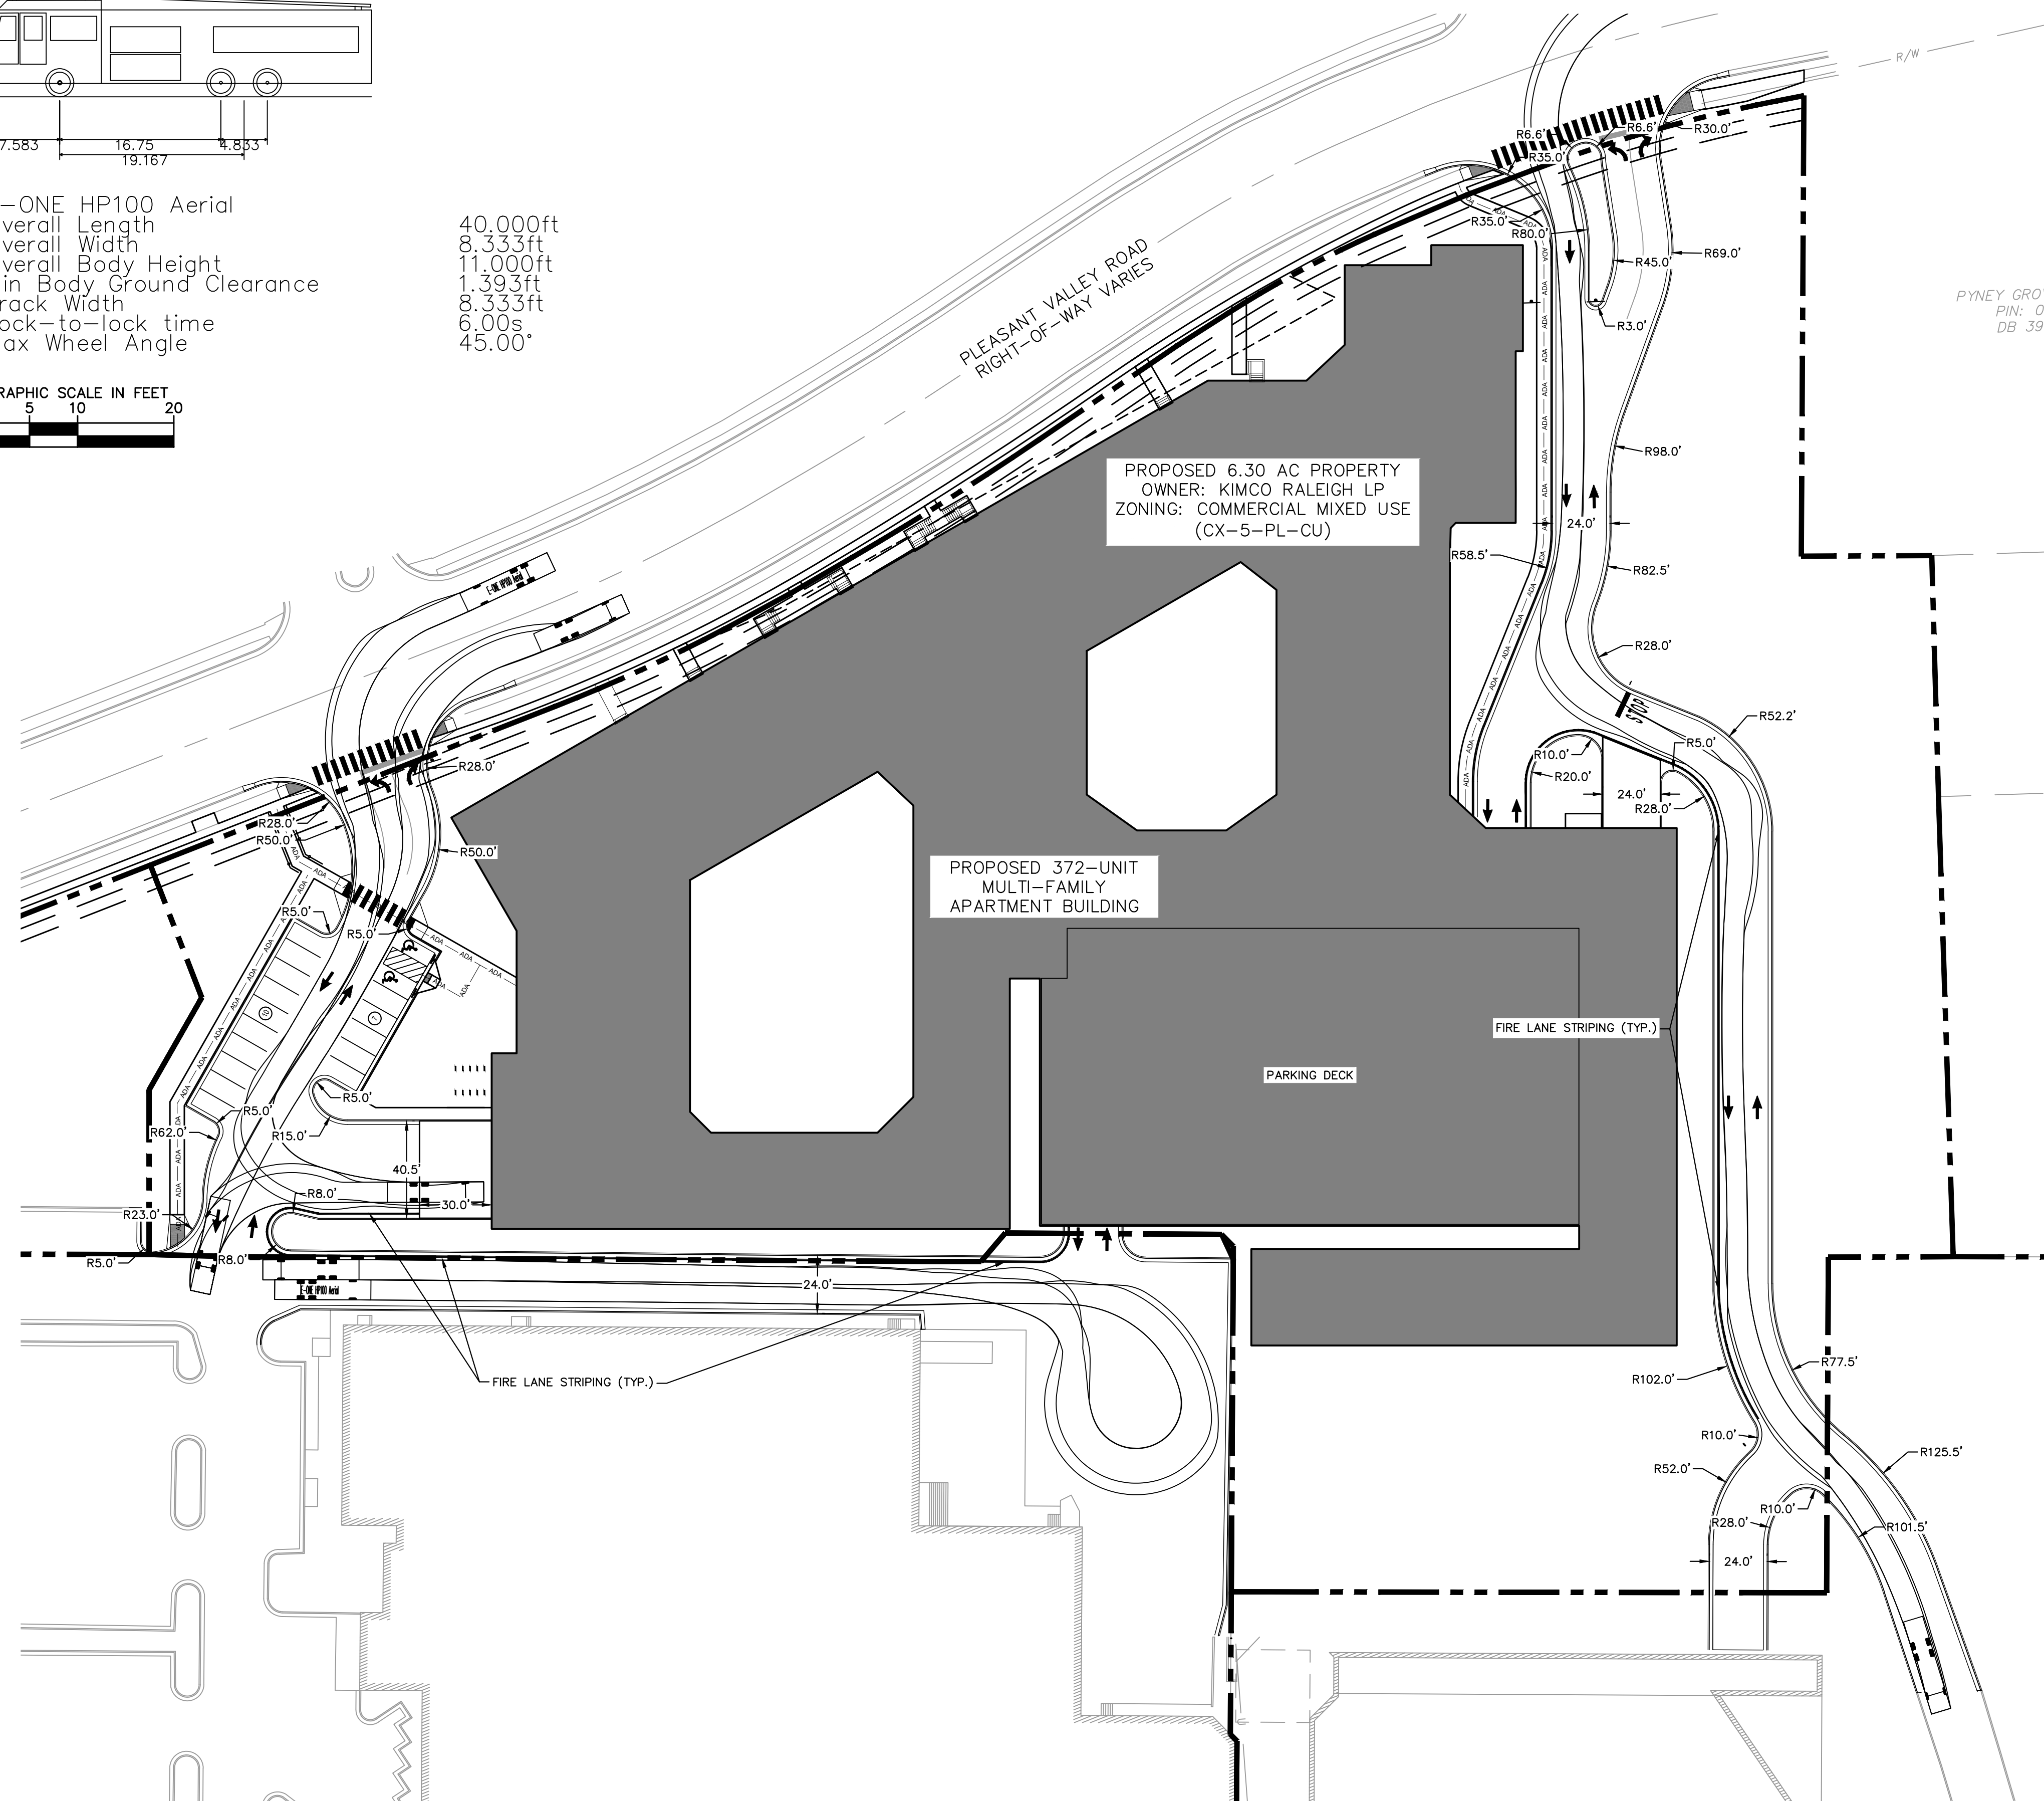 7.583
16.75
4.833
19.167
-ONE HP100 Aerial
verall Length 40.000ft
verall Width 8.333ft
verall Body Height 11.000ft
in Body Ground Clearance 1.393ft
rack Width 8.333ft
ock-to-lock time 6.00s
ax Wheel Angle 45.00°
RAPHIC SCALE IN FEET
5 10 20
PLEASANT VALLEY ROAD
RIGHT-OF-WAY VARIES
R/W
R6.6'
R6.6'
R30.0'
R35.0'
R35.0'
R80.0'
R45.0'
R69.0'
R3.0'
PYNEY GRO
PIN: 0
DB 39
PROPOSED 6.30 AC PROPERTY
OWNER: KIMCO RALEIGH LP
ZONING: COMMERCIAL MIXED USE
(CX-5-PL-CU)
R98.0'
24.0'
R58.5'
R82.5'
R28.0'
STOP
R52.2'
R5.0'
R10.0'
R20.0'
24.0'
R28.0'
E-ONE HP100 Aerial
R28.0'
R28.0'
R50.0'
R50.0'
R5.0'
R5.0'
ADA
10
7
PROPOSED 372-UNIT
MULTI-FAMILY
APARTMENT BUILDING
FIRE LANE STRIPING (TYP.)
PARKING DECK
R5.0'
R5.0'
R62.0'
R15.0'
40.5'
R8.0'
30.0'
R23.0'
R5.0'
R8.0'
24.0'
E-ONE HP100 Aerial
FIRE LANE STRIPING (TYP.)
R77.5'
R102.0'
R10.0'
R125.5'
R52.0'
R10.0'
R28.0'
R101.5'
24.0'